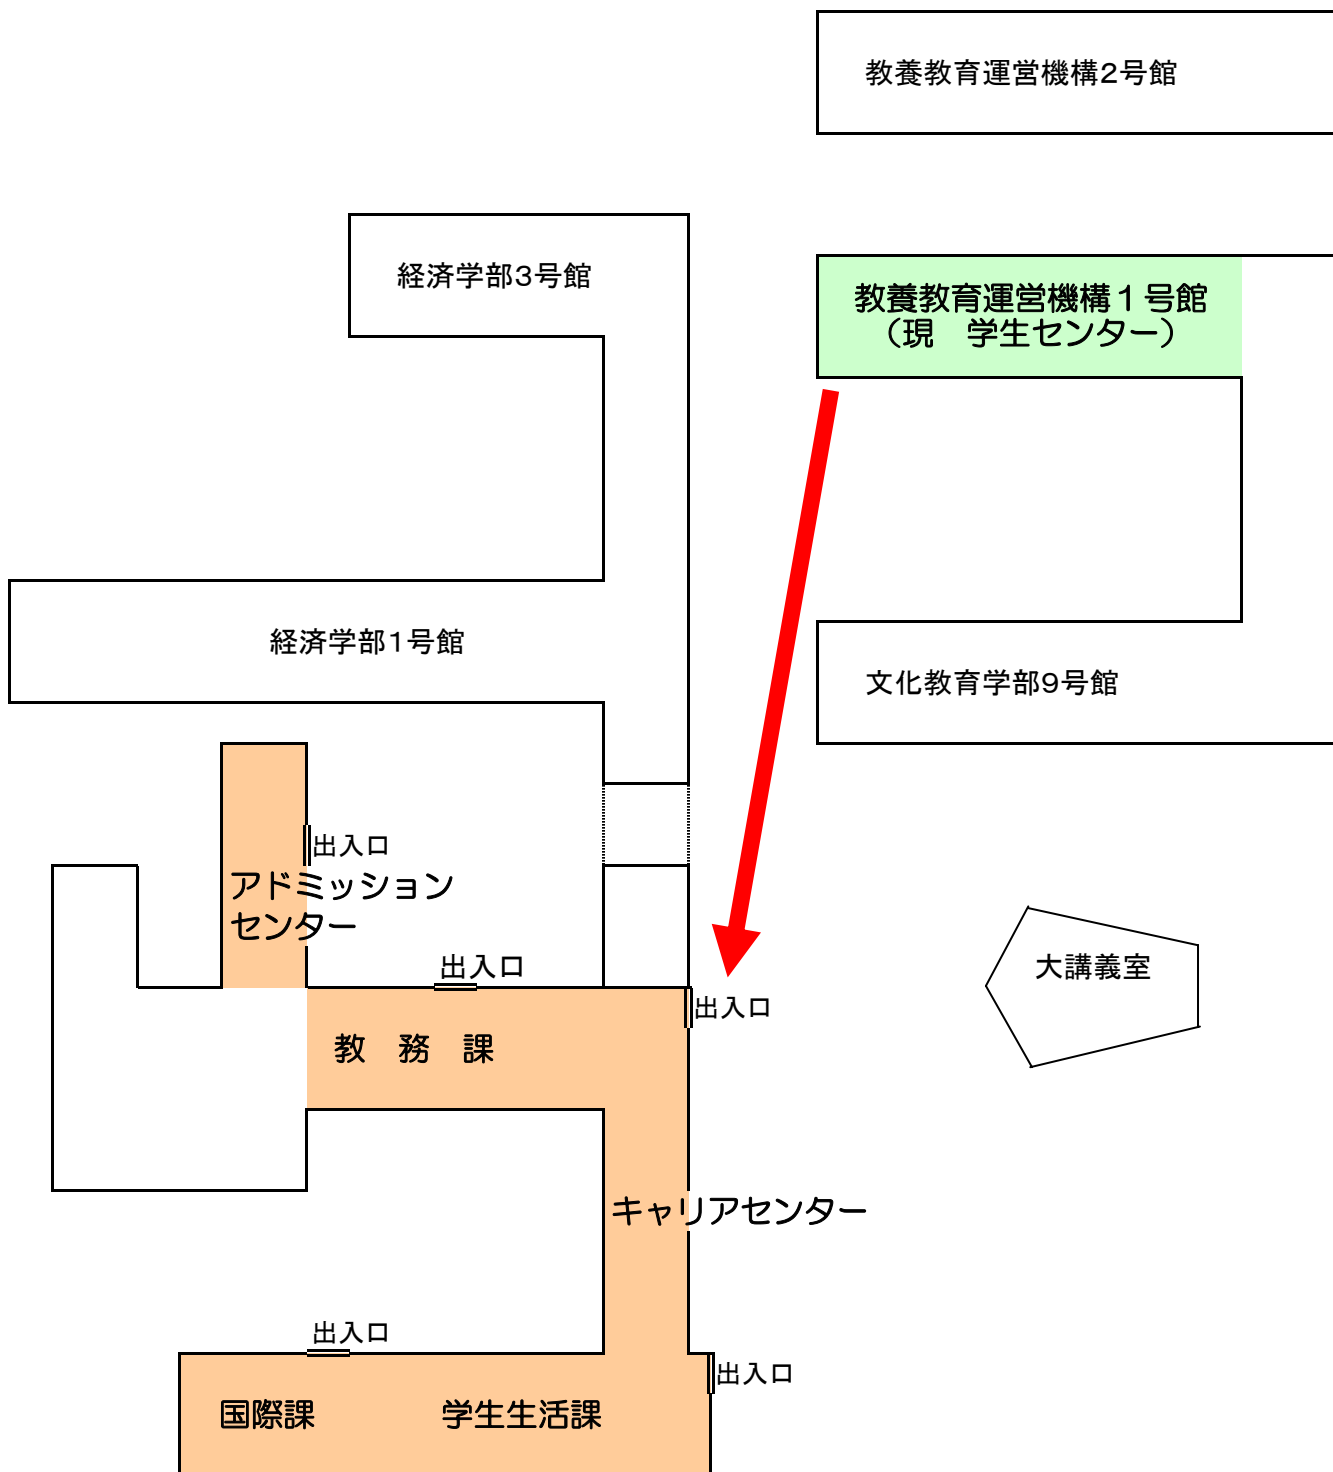 教養教育運営機構2号館
経済学部3号館
教養教育運営機構１号館
（現　学生センター）
経済学部1号館
文化教育学部9号館
出入口
アドミッション
センター
出入口
大講義室
出入口
教　務　課
キャリアセンター
出入口
出入口
国際課
学生生活課